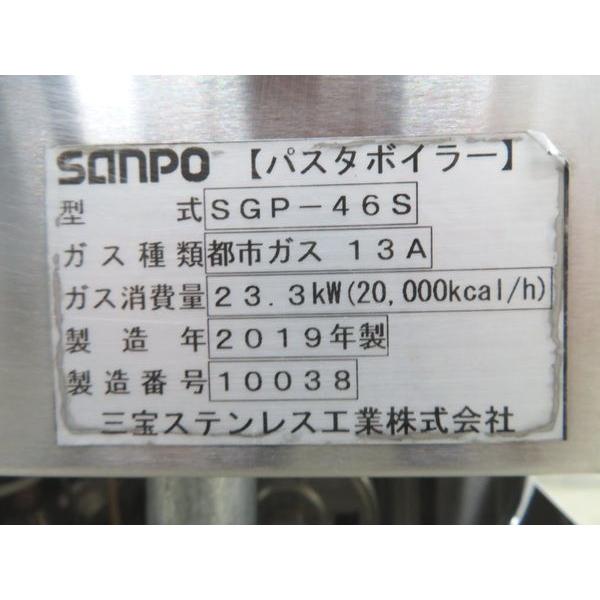 SANPO 【パスタボイラー】
型式 SGP-46S
ガス種類 都市ガス 13A
ガス消費量 23.3kW(20,000kcal/h)
製造年 2019年製
製造番号 10038
三宝ステンレス工業株式会社